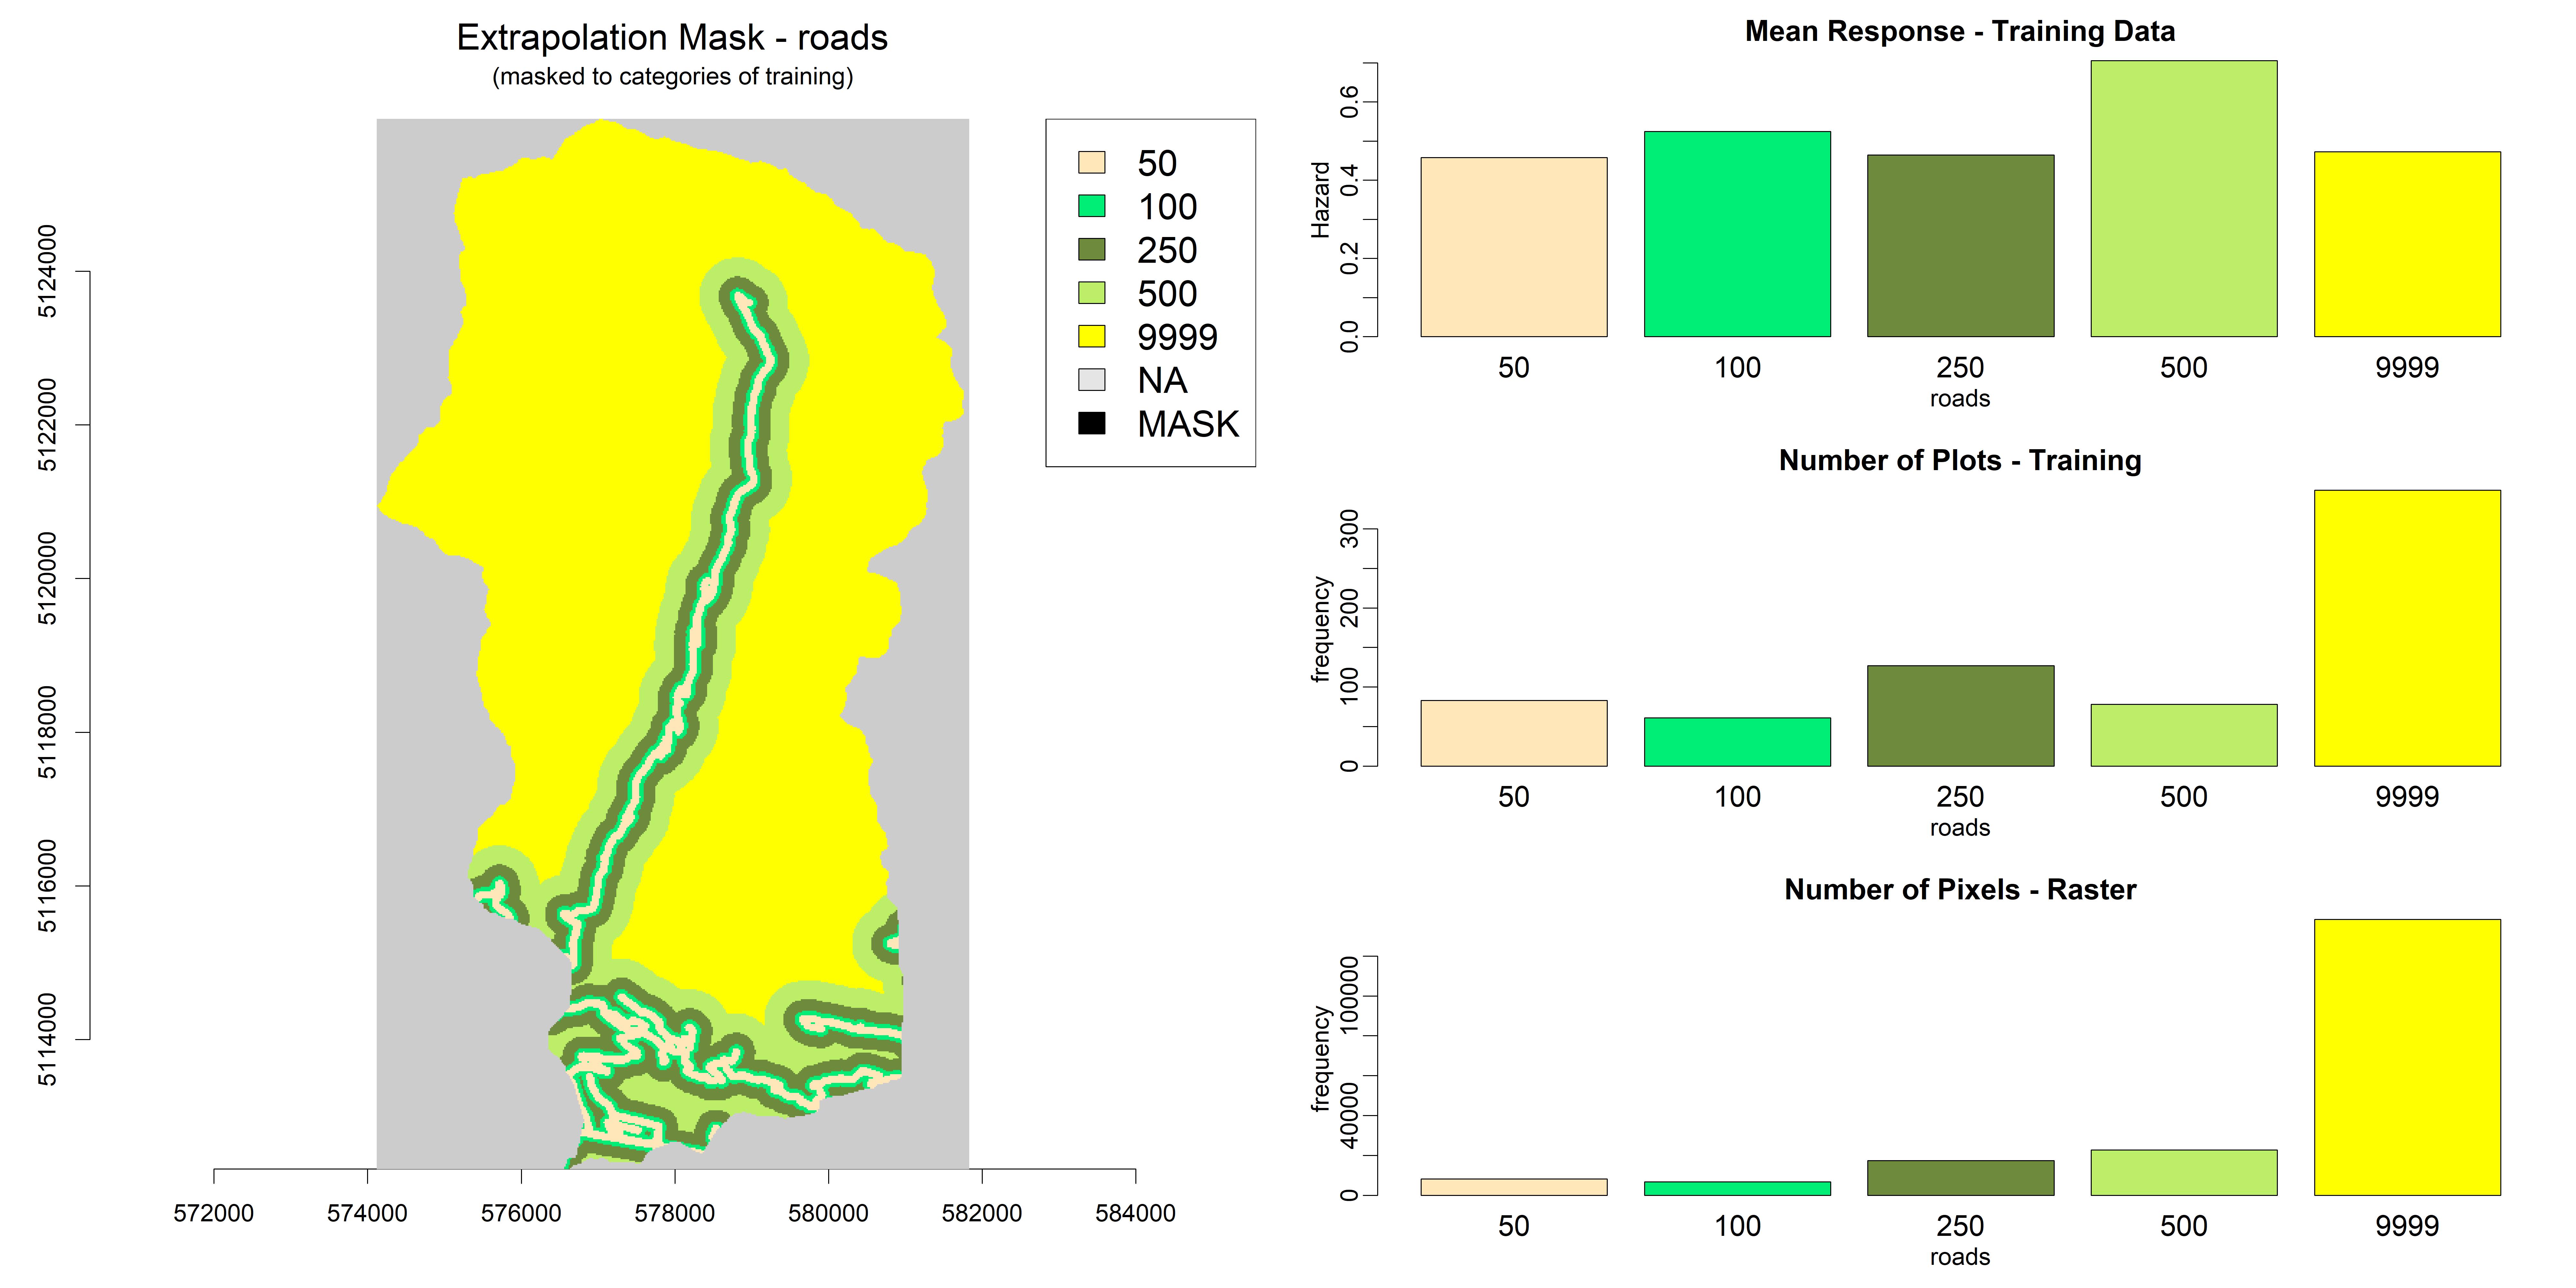 Extrapolation Mask - roads
(masked to categories of training)
5124000
5122000
5120000
5118000
5116000
5114000
572000 574000 576000 578000 580000 582000 584000
50
100
250
500
9999
NA
MASK
Mean Response - Training Data
Hazard
0.6
0.4
0.2
0.0
50 100 250 500 9999
roads
Number of Plots - Training
frequency
300
200
100
0
50 100 250 500 9999
roads
Number of Pixels - Raster
frequency
100000
40000
0
50 100 250 500 9999
roads